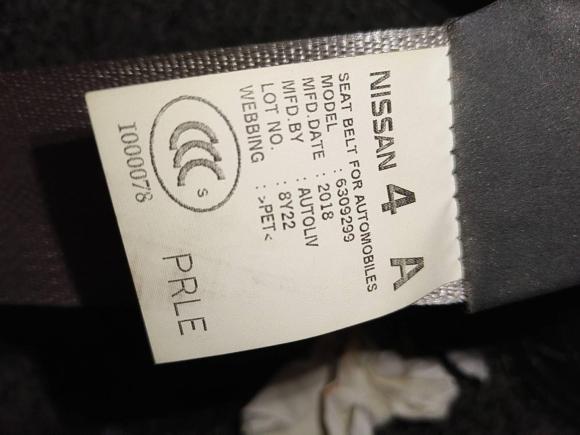 NISSAN 4 A
SEAT BELT FOR AUTOMOBILES
MODEL : 6309299
MFD.DATE : 2018
MFD.BY : AUTOLIV
LOT NO. : 8Y22
WEBBING : >PET<
CCC S
PRLE
I000078